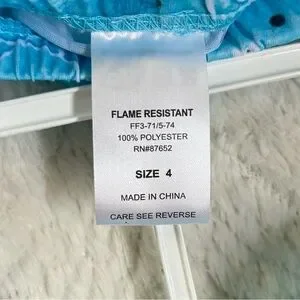 FLAME RESISTANT
FF3-71/5-74
100% POLYESTER
RN#87652
SIZE 4
MADE IN CHINA
CARE SEE REVERSE